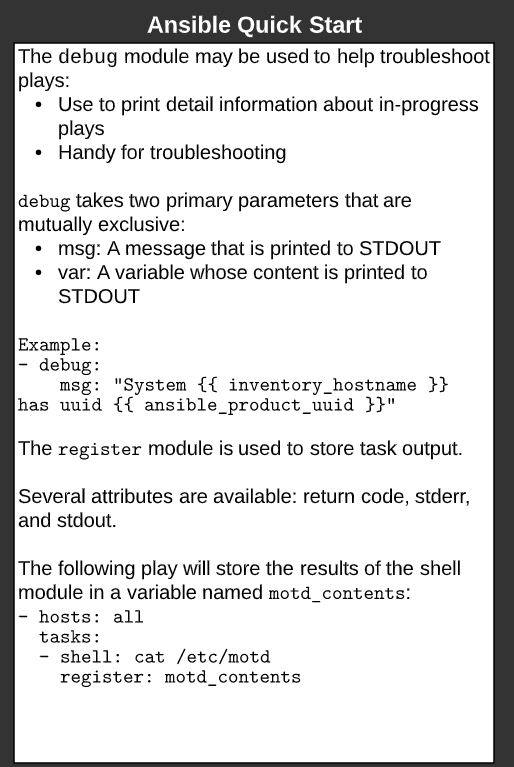 Ansible Quick Start
The debug module may be used to help troubleshoot
plays:
• Use to print detail information about in-progress
plays
• Handy for troubleshooting
debug takes two primary parameters that are
mutually exclusive:
• msg: A message that is printed to STDOUT
• var: A variable whose content is printed to
STDOUT
Example:
- debug:
    msg: "System {{ inventory_hostname }}
has uuid {{ ansible_product_uuid }}"
The register module is used to store task output.
Several attributes are available: return code, stderr,
and stdout.
The following play will store the results of the shell
module in a variable named motd_contents:
- hosts: all
  tasks:
  - shell: cat /etc/motd
    register: motd_contents